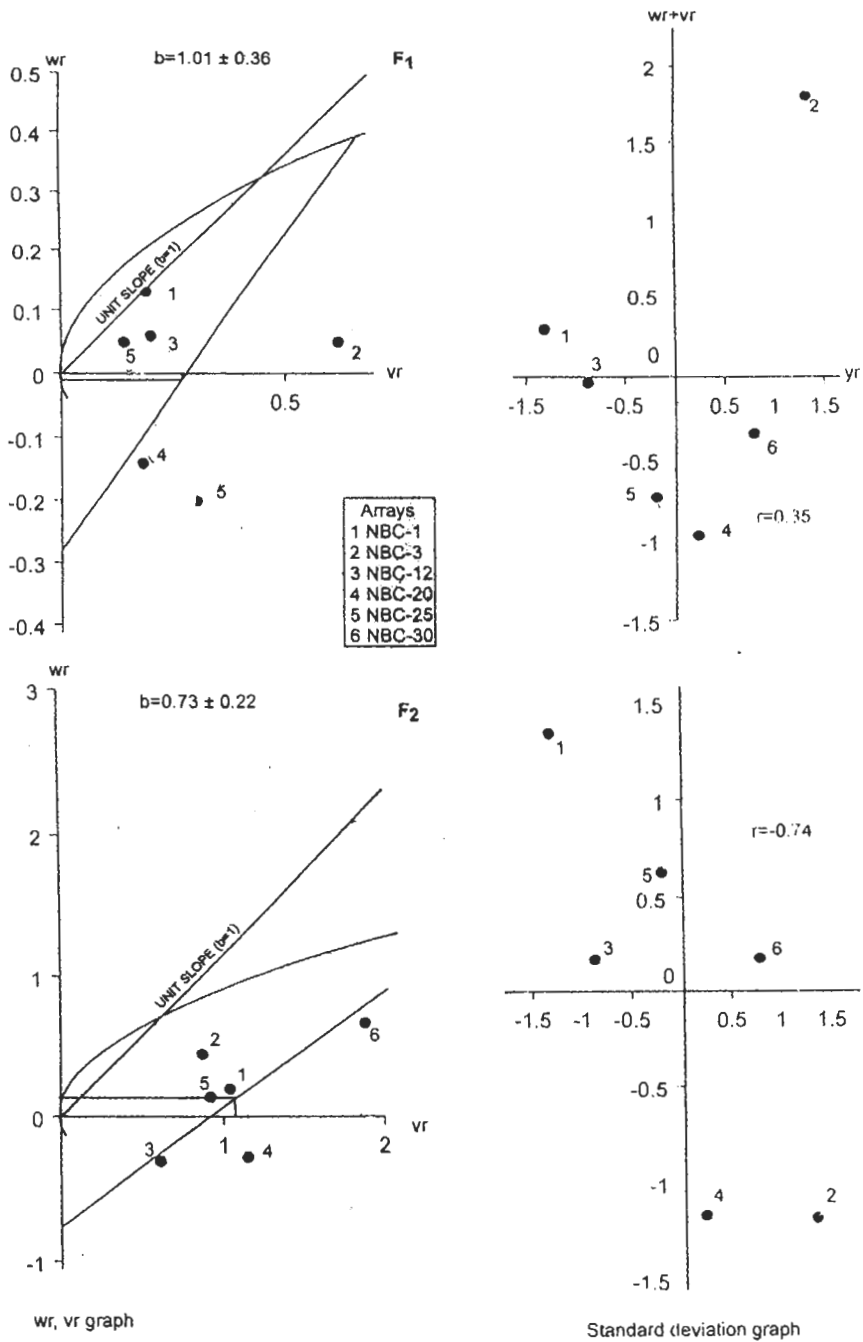 wr
b=1.01 ± 0.36
F1
0.5
0.4
0.3
0.2
0.1
0
-0.1
-0.2
-0.3
-0.4
UNIT SLOPE (b=1)
1
5
3
2
vr
0.5
4
5
Arrays
1 NBC-1
2 NBC-3
3 NBC-12
4 NBC-20
5 NBC-25
6 NBC-30
wr+vr
2
1.5
1
0.5
0
-0.5
-1
-1.5
2
1
3
yr
-1.5 -0.5 0.5 1 1.5
6
5
4
r=0.35
wr
b=0.73 ± 0.22
F2
3
2
1
0
-1
UNIT SLOPE (b=1)
2
5
1
6
3
4
vr
1 2
1.5
1
0.5
0
-0.5
-1
-1.5
1
r=-0.74
5
3
6
-1.5 -1 -0.5 0.5 1.5
4
2
wr, vr graph
Standard deviation graph